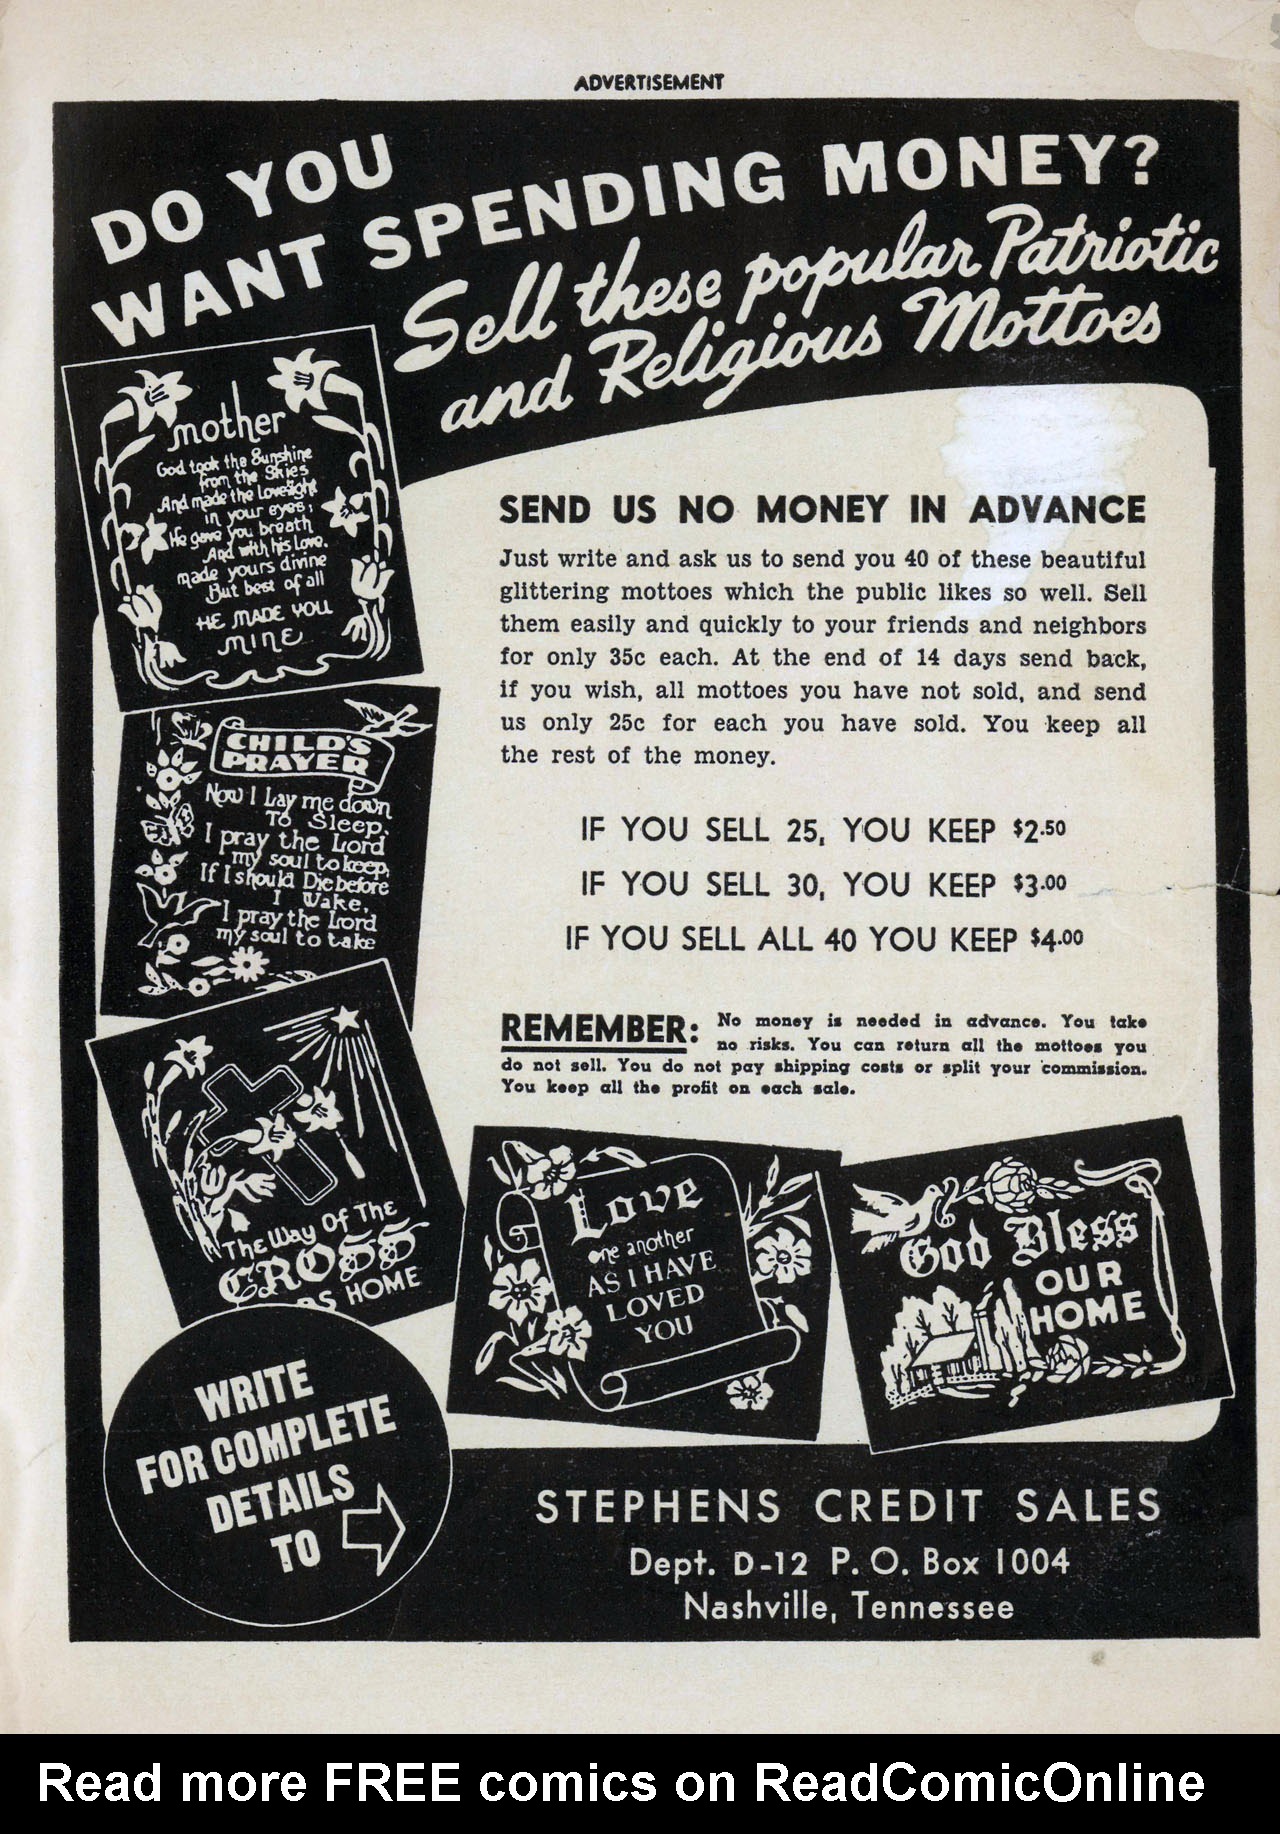 ADVERTISEMENT
DO YOU
WANT SPENDING MONEY?
Sell these popular Patriotic
and Religious Mottoes
mother
God took the Sunshine
from the Skies
And made the Lovelight
in your eyes;
He gave you breath
And with his Love,
made yours divine
But best of all
HE MADE YOU
MINE
CHILD'S
PRAYER
Now I Lay me down
To Sleep,
I pray the Lord
my soul to keep,
If I should Die before
I Wake,
I pray the Lord
my soul to take
The Way Of The
CROSS
HOME
SEND US NO MONEY IN ADVANCE
Just write and ask us to send you 40 of these beautiful
glittering mottoes which the public likes so well. Sell
them easily and quickly to your friends and neighbors
for only 35c each. At the end of 14 days send back,
if you wish, all mottoes you have not sold, and send
us only 25c for each you have sold. You keep all
the rest of the money.
IF YOU SELL 25, YOU KEEP $2.50
IF YOU SELL 30, YOU KEEP $3.00
IF YOU SELL ALL 40 YOU KEEP $4.00
REMEMBER: No money is needed in advance. You take
no risks. You can return all the mottoes you
do not sell. You do not pay shipping costs or split your commission.
You keep all the profit on each sale.
Love
one another
AS I HAVE
LOVED
YOU
God Bless
OUR
HOME
WRITE
FOR COMPLETE
DETAILS
TO
STEPHENS CREDIT SALES
Dept. D-12 P. O. Box 1004
Nashville, Tennessee
Read more FREE comics on ReadComicOnline